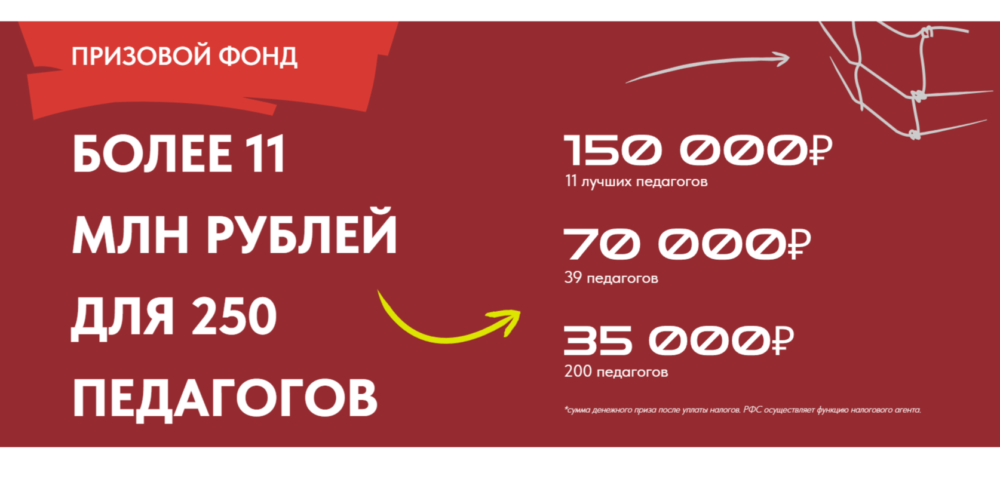 ПРИЗОВОЙ ФОНД
БОЛЕЕ 11
МЛН РУБЛЕЙ
ДЛЯ 250
ПЕДАГОГОВ
150 000₽
11 лучших педагогов
70 000₽
39 педагогов
35 000₽
200 педагогов
*сумма денежного приза после уплаты налогов. РФС осуществляет функцию налогового агента.